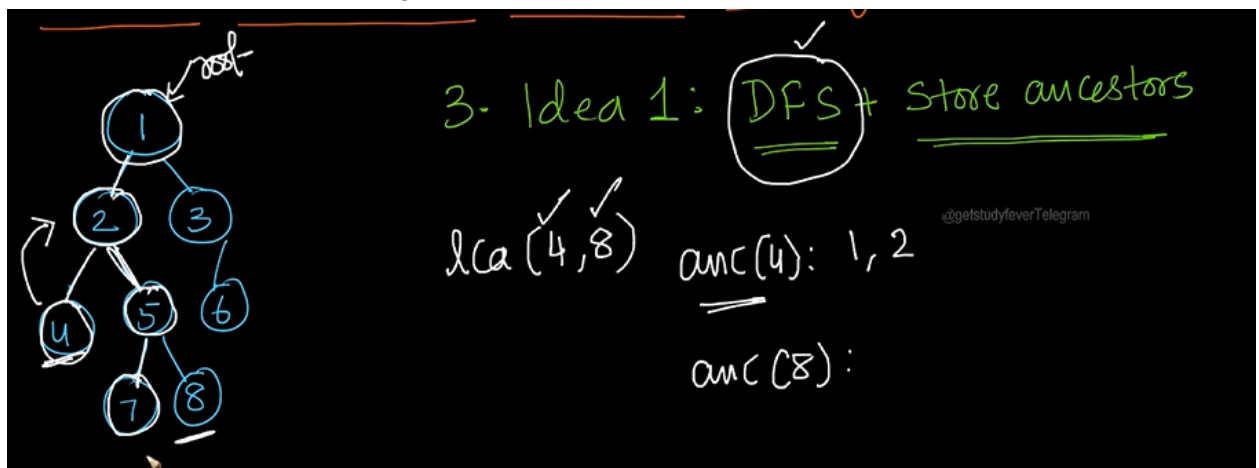 root
3. Idea 1: DFS + store ancestors
1
2
3
lca (4,8) anc(4): 1, 2
@getstudyfeverTelegram
4
5
6
anc (8):
7
8